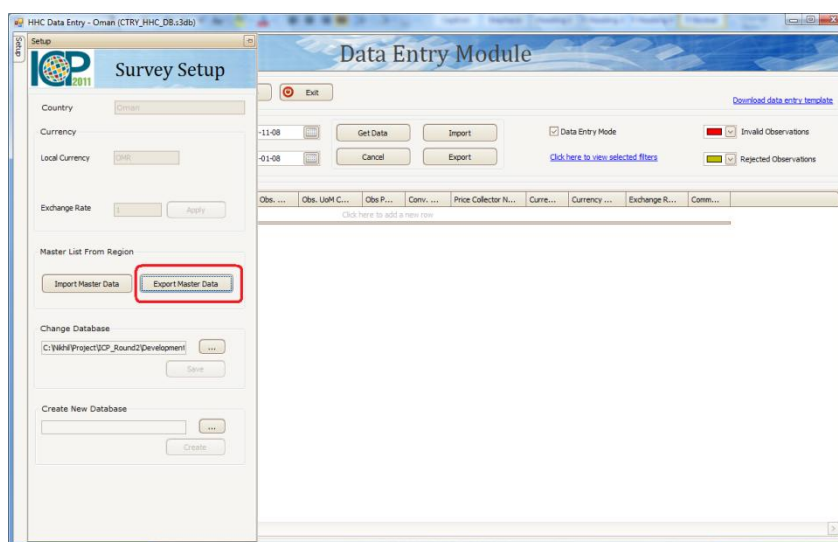 HHC Data Entry - Oman (CTRY_HHC_DB.s3db)
Setup
Setup
ICP
2011
Survey Setup
Data Entry Module
Exit
Download data entry template
Country
Oman
Currency
-11-08
Get Data
Import
Data Entry Mode
Invalid Observations
Local Currency
OMR
-01-08
Cancel
Export
Click here to view selected filters
Rejected Observations
Exchange Rate
1
Apply
Obs. ...
Obs. UoM C...
Obs P...
Conv. ...
Price Collector N...
Curre...
Currency ...
Exchange R...
Comm...
Click here to add a new row
Master List From Region
Import Master Data
Export Master Data
Change Database
C:\Nikhil\Project\ICP_Round2\Development
...
Save
Create New Database
...
Create